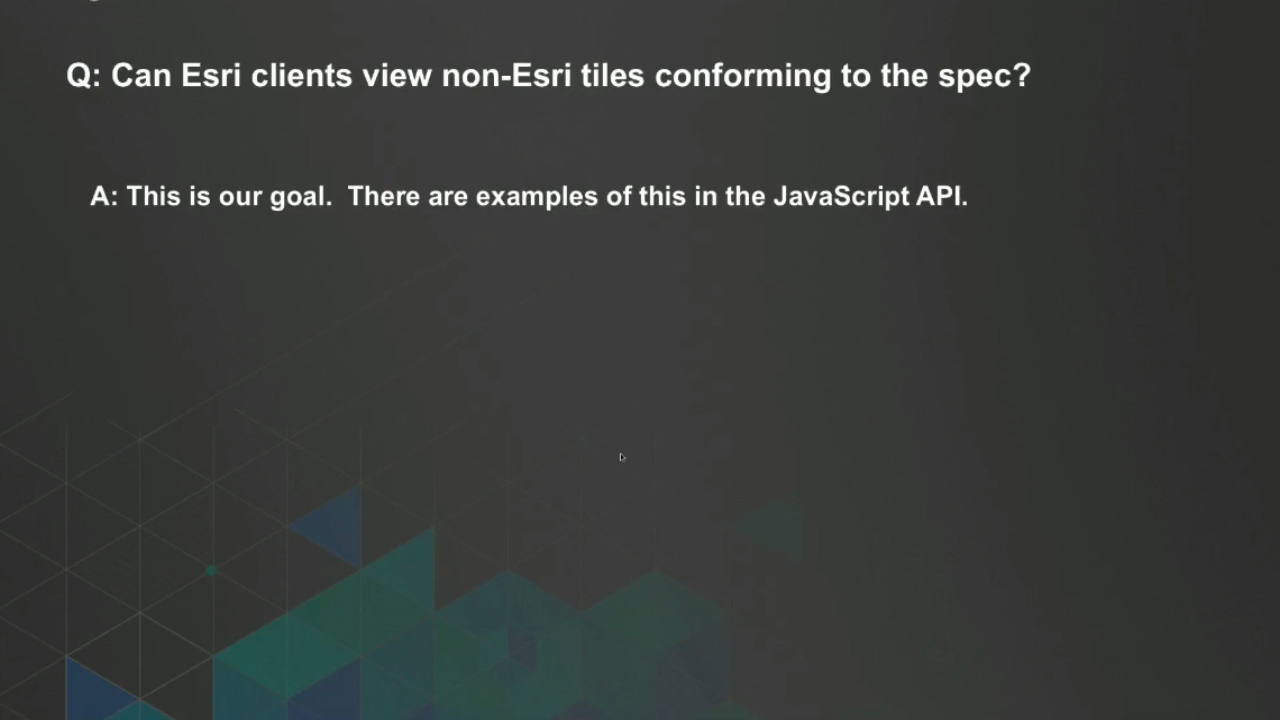 Q: Can Esri clients view non-Esri tiles conforming to the spec?
A: This is our goal.  There are examples of this in the JavaScript API.